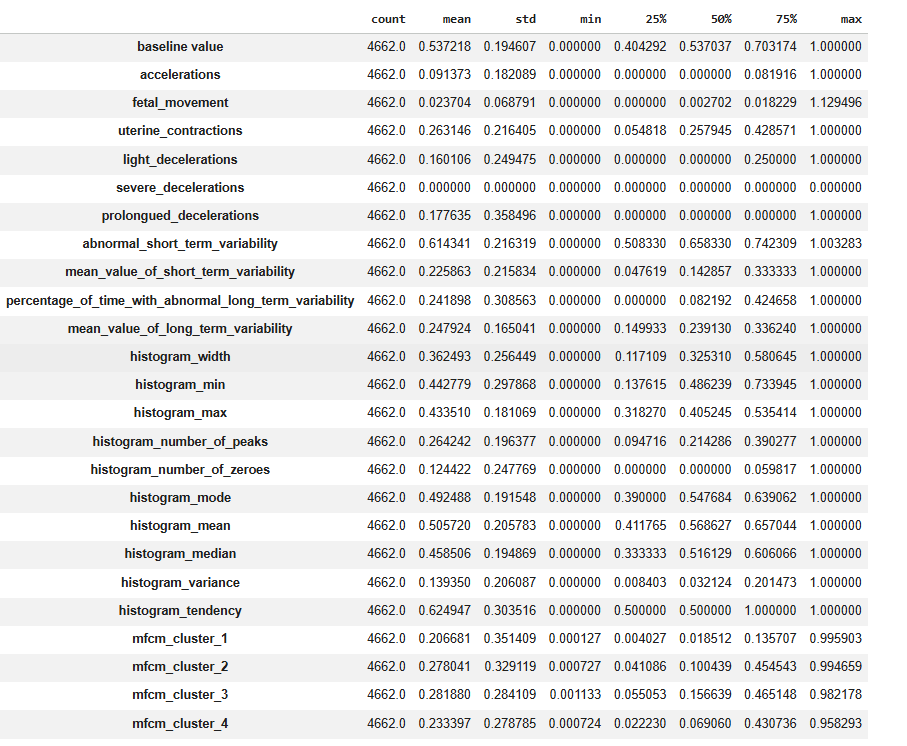 count mean std min 25% 50% 75% max
baseline value 4662.0 0.537218 0.194607 0.000000 0.404292 0.537037 0.703174 1.000000
accelerations 4662.0 0.091373 0.182089 0.000000 0.000000 0.000000 0.081916 1.000000
fetal_movement 4662.0 0.023704 0.068791 0.000000 0.000000 0.002702 0.018229 1.129496
uterine_contractions 4662.0 0.263146 0.216405 0.000000 0.054818 0.257945 0.428571 1.000000
light_decelerations 4662.0 0.160106 0.249475 0.000000 0.000000 0.000000 0.250000 1.000000
severe_decelerations 4662.0 0.000000 0.000000 0.000000 0.000000 0.000000 0.000000 0.000000
prolongued_decelerations 4662.0 0.177635 0.358496 0.000000 0.000000 0.000000 0.000000 1.000000
abnormal_short_term_variability 4662.0 0.614341 0.216319 0.000000 0.508330 0.658330 0.742309 1.003283
mean_value_of_short_term_variability 4662.0 0.225863 0.215834 0.000000 0.047619 0.142857 0.333333 1.000000
percentage_of_time_with_abnormal_long_term_variability 4662.0 0.241898 0.308563 0.000000 0.000000 0.082192 0.424658 1.000000
mean_value_of_long_term_variability 4662.0 0.247924 0.165041 0.000000 0.149933 0.239130 0.336240 1.000000
histogram_width 4662.0 0.362493 0.256449 0.000000 0.117109 0.325310 0.580645 1.000000
histogram_min 4662.0 0.442779 0.297868 0.000000 0.137615 0.486239 0.733945 1.000000
histogram_max 4662.0 0.433510 0.181069 0.000000 0.318270 0.405245 0.535414 1.000000
histogram_number_of_peaks 4662.0 0.264242 0.196377 0.000000 0.094716 0.214286 0.390277 1.000000
histogram_number_of_zeroes 4662.0 0.124422 0.247769 0.000000 0.000000 0.000000 0.059817 1.000000
histogram_mode 4662.0 0.492488 0.191548 0.000000 0.390000 0.547684 0.639062 1.000000
histogram_mean 4662.0 0.505720 0.205783 0.000000 0.411765 0.568627 0.657044 1.000000
histogram_median 4662.0 0.458506 0.194869 0.000000 0.333333 0.516129 0.606066 1.000000
histogram_variance 4662.0 0.139350 0.206087 0.000000 0.008403 0.032124 0.201473 1.000000
histogram_tendency 4662.0 0.624947 0.303516 0.000000 0.500000 0.500000 1.000000 1.000000
mfcm_cluster_1 4662.0 0.206681 0.351409 0.000127 0.004027 0.018512 0.135707 0.995903
mfcm_cluster_2 4662.0 0.278041 0.329119 0.000727 0.041086 0.100439 0.454543 0.994659
mfcm_cluster_3 4662.0 0.281880 0.284109 0.001133 0.055053 0.156639 0.465148 0.982178
mfcm_cluster_4 4662.0 0.233397 0.278785 0.000724 0.022230 0.069060 0.430736 0.958293